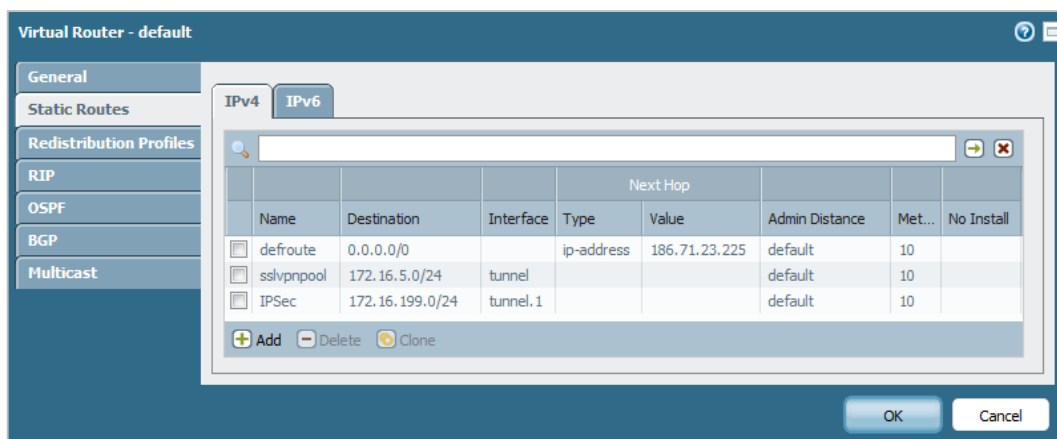 Virtual Router - default
General
Static Routes
Redistribution Profiles
RIP
OSPF
BGP
Multicast
IPv4 IPv6
Next Hop
Name Destination Interface Type Value Admin Distance Met... No Install
defroute 0.0.0.0/0 ip-address 186.71.23.225 default 10
sslvpnpool 172.16.5.0/24 tunnel default 10
IPSec 172.16.199.0/24 tunnel.1 default 10
Add Delete Clone
OK Cancel